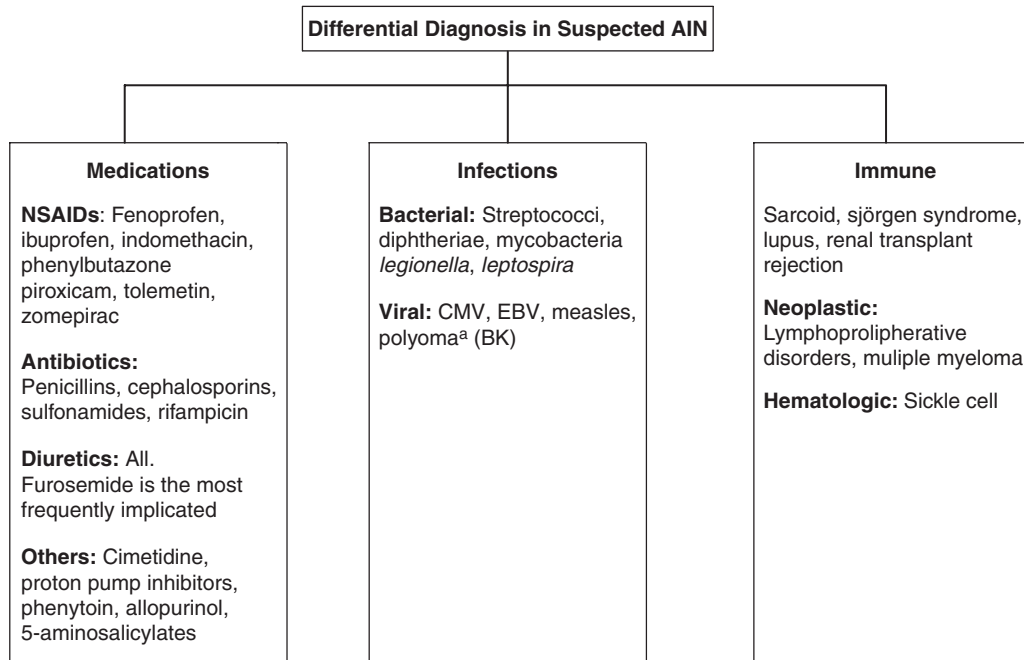 Differential Diagnosis in Suspected AIN
Medications
NSAIDs: Fenoprofen,
ibuprofen, indomethacin,
phenylbutazone
piroxicam, tolemetin,
zomepirac
Antibiotics:
Penicillins, cephalosporins,
sulfonamides, rifampicin
Diuretics: All.
Furosemide is the most
frequently implicated
Others: Cimetidine,
proton pump inhibitors,
phenytoin, allopurinol,
5-aminosalicylates
Infections
Bacterial: Streptococci,
diphtheriae, mycobacteria
legionella, leptospira
Viral: CMV, EBV, measles,
polyomaᵃ (BK)
Immune
Sarcoid, sjörgen syndrome,
lupus, renal transplant
rejection
Neoplastic:
Lymphoprolipherative
disorders, muliple myeloma
Hematologic: Sickle cell